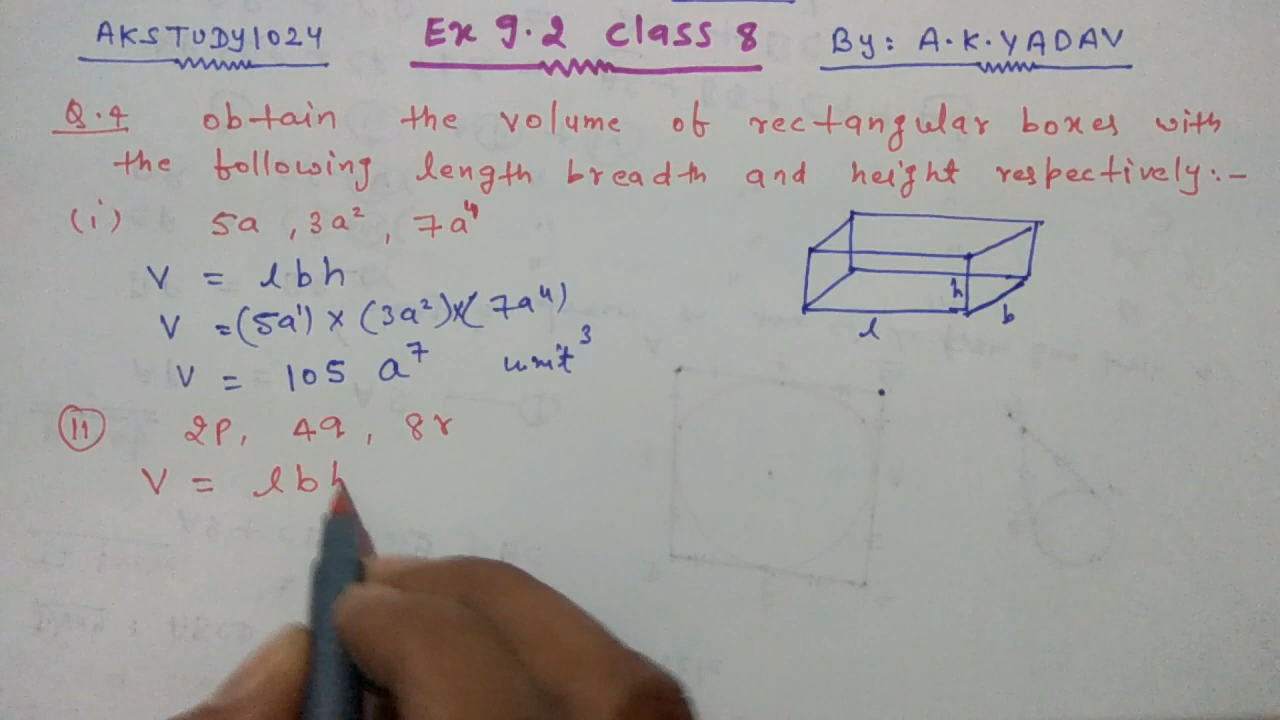 AKSTUDY1024 Ex 9.2 class 8 By: A.K.YADAV
Q.4 obtain the volume of rectangular boxes with
the following length breadth and height respectively:-
(i) 5a, 3a², 7a⁴
V = lbh
V = (5a¹) × (3a²) × (7a⁴)
V = 105 a⁷ unit³
h
l b
(ii) 2p, 4q, 8r
V = lbh